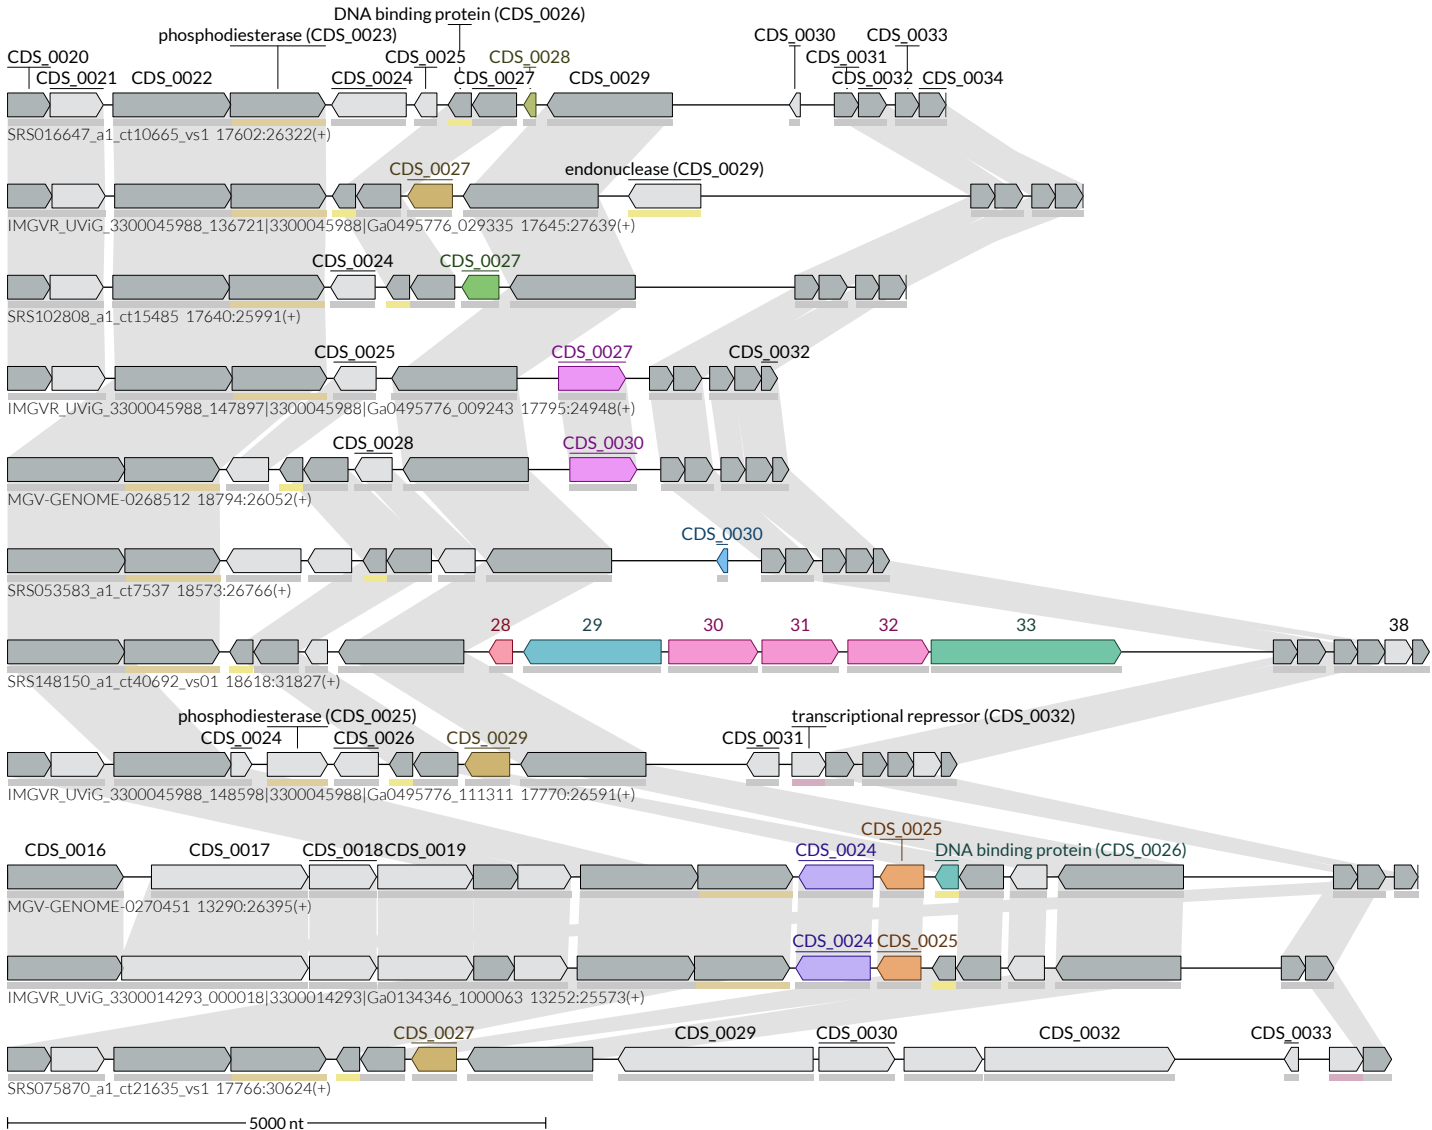 DNA binding protein (CDS_0026)
phosphodiesterase (CDS_0023) CDS_0030 CDS_0033
CDS_0020 CDS_0025 CDS_0028 CDS_0031
CDS_0021 CDS_0022 CDS_0024 CDS_0027 CDS_0029 CDS_0032 CDS_0034
SRS016647_a1_ct10665_vs1 17602:26322(+)
CDS_0027 endonuclease (CDS_0029)
IMGVR_UViG_3300045988_136721|3300045988|Ga0495776_029335 17645:27639(+)
CDS_0024 CDS_0027
SRS102808_a1_ct15485 17640:25991(+)
CDS_0025 CDS_0027 CDS_0032
IMGVR_UViG_3300045988_147897|3300045988|Ga0495776_009243 17795:24948(+)
CDS_0028 CDS_0030
MGV-GENOME-0268512 18794:26052(+)
CDS_0030
SRS053583_a1_ct7537 18573:26766(+)
28 29 30 31 32 33 38
SRS148150_a1_ct40692_vs01 18618:31827(+)
phosphodiesterase (CDS_0025) transcriptional repressor (CDS_0032)
CDS_0024 CDS_0026 CDS_0029 CDS_0031
IMGVR_UViG_3300045988_148598|3300045988|Ga0495776_111311 17770:26591(+)
CDS_0025
CDS_0016 CDS_0017 CDS_0018 CDS_0019 CDS_0024 DNA binding protein (CDS_0026)
MGV-GENOME-0270451 13290:26395(+)
CDS_0024 CDS_0025
IMGVR_UViG_3300014293_000018|3300014293|Ga0134346_1000063 13252:25573(+)
CDS_0027 CDS_0029 CDS_0030 CDS_0032 CDS_0033
SRS075870_a1_ct21635_vs1 17766:30624(+)
5000 nt